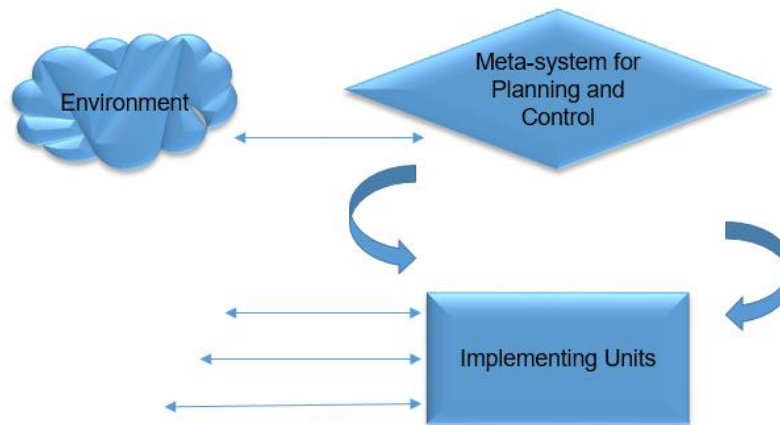 Environment
Meta-system for
Planning and
Control
Implementing Units